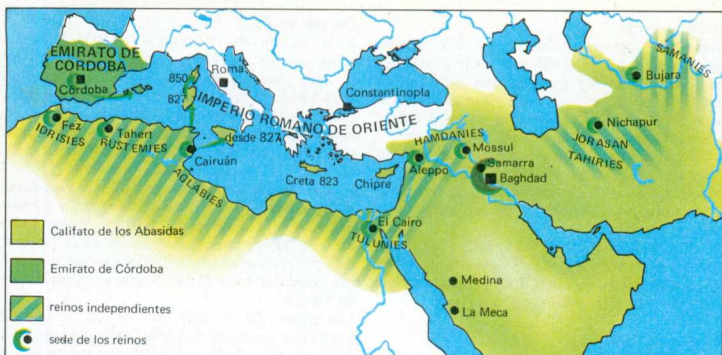 EMIRATO DE
CORDOBA
Córdoba
850
827
Roma
Constantinopla
IMPERIO ROMANO DE ORIENTE
SAMANIES
Bujara
Fez
IDRISIES
Tahert
RUSTEMIES
desde 827
Cairuán
AGLABIES
Creta 823
Chipre
HAMDANIES
Aleppo
Mossul
Samarra
Baghdad
Nichapur
JORASAN
TAHIRIES
El Cairo
TULUNIES
Medina
La Meca
Califato de los Abasidas
Emirato de Córdoba
reinos independientes
sede de los reinos